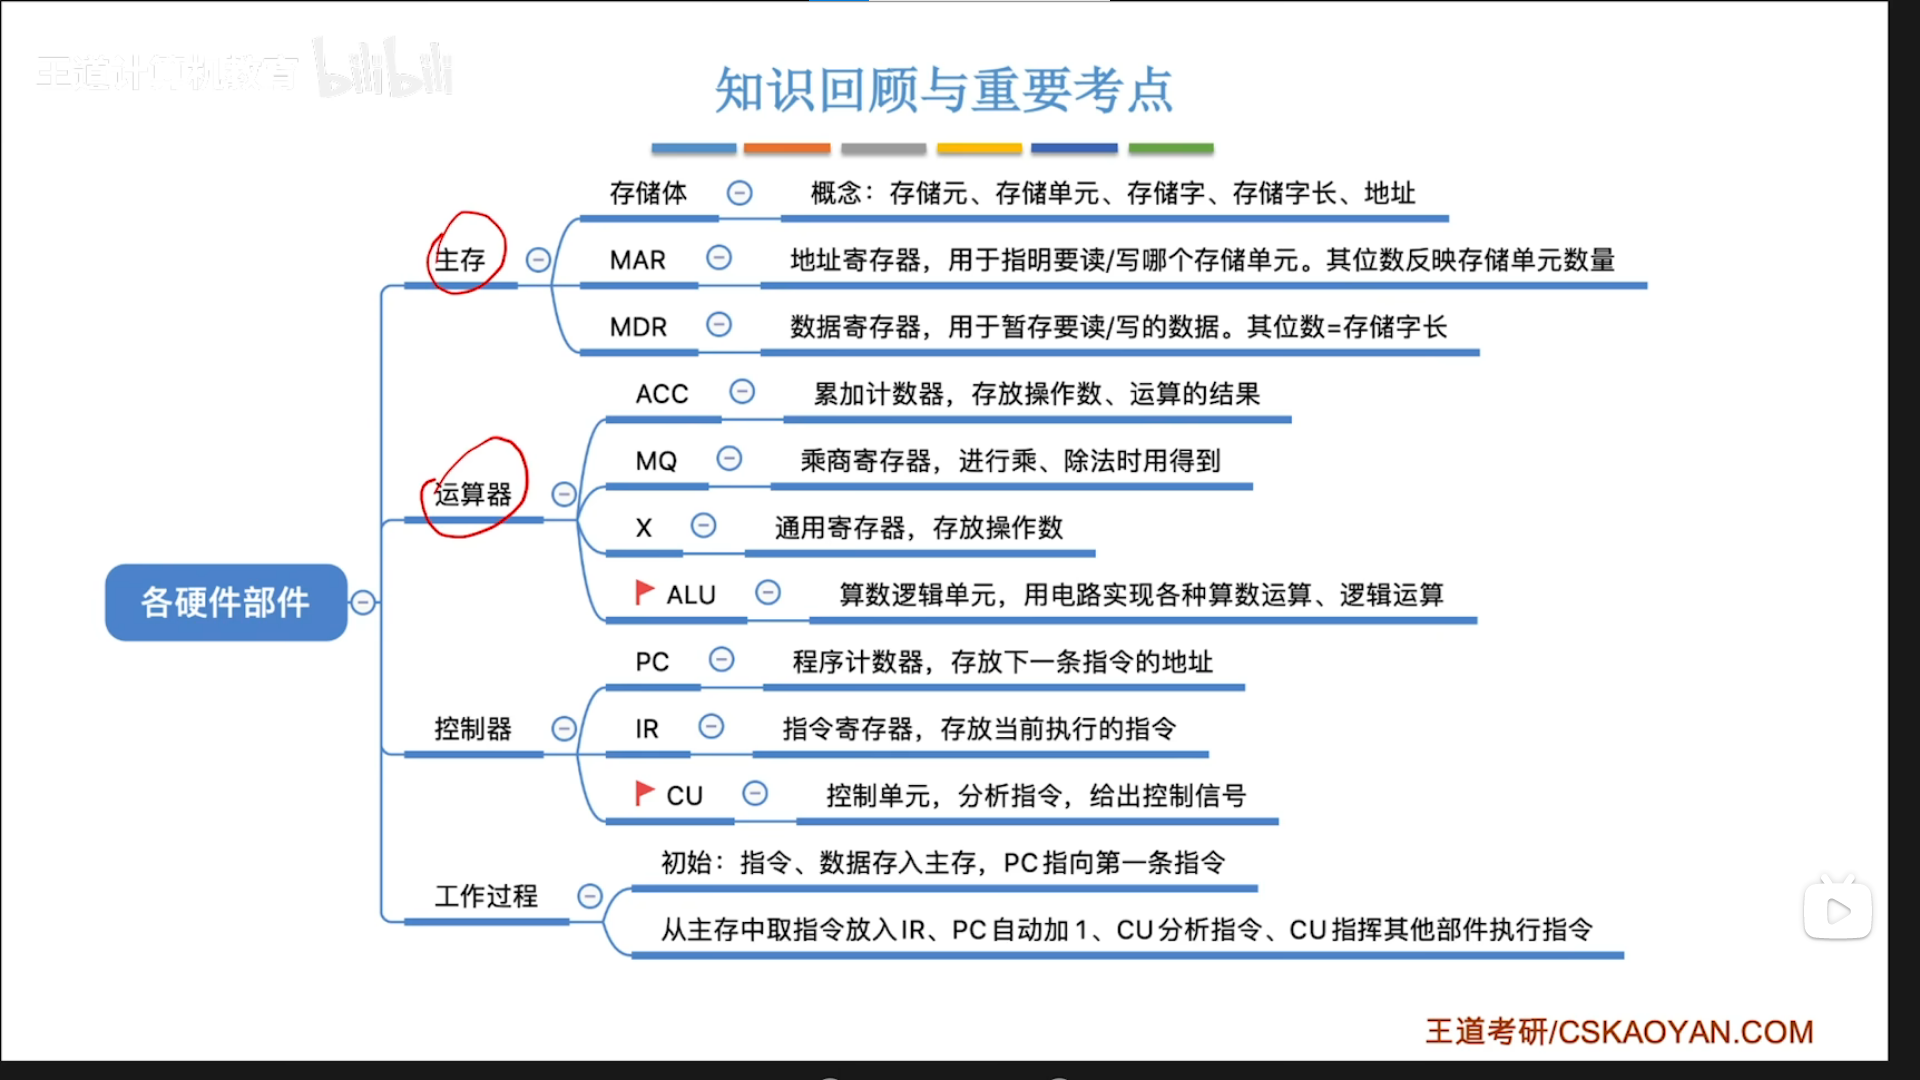 王道计算机教育 bilibili
知识回顾与重要考点
存储体 概念：存储元、存储单元、存储字、存储字长、地址
主存
MAR 地址寄存器，用于指明要读/写哪个存储单元。其位数反映存储单元数量
MDR 数据寄存器，用于暂存要读/写的数据。其位数=存储字长
ACC 累加计数器，存放操作数、运算的结果
MQ 乘商寄存器，进行乘、除法时用得到
运算器
X 通用寄存器，存放操作数
ALU 算数逻辑单元，用电路实现各种算数运算、逻辑运算
各硬件部件
PC 程序计数器，存放下一条指令的地址
控制器
IR 指令寄存器，存放当前执行的指令
CU 控制单元，分析指令，给出控制信号
初始：指令、数据存入主存，PC指向第一条指令
工作过程
从主存中取指令放入IR、PC自动加1、CU分析指令、CU指挥其他部件执行指令
王道考研/CSKAOYAN.COM